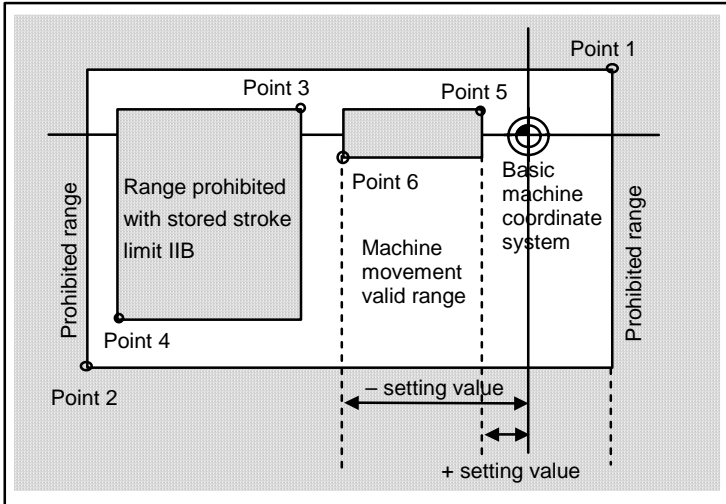 Point 1
Point 3
Point 5
Point 6
Range prohibited
with stored stroke
limit IIB
Basic
machine
coordinate
system
Machine
movement
valid range
Prohibited range
Prohibited range
Point 4
Point 2
– setting value
+ setting value